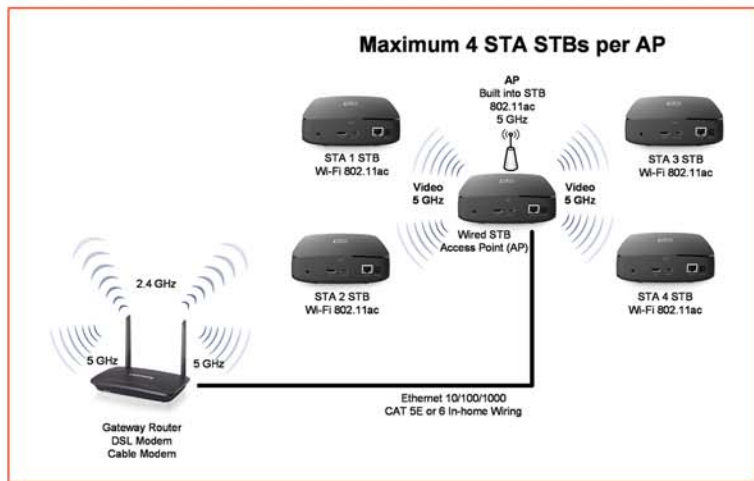 Maximum 4 STA STBs per AP
AP
Built into STB
802.11ac
5 GHz
STA 1 STB
Wi-Fi 802.11ac
STA 3 STB
Wi-Fi 802.11ac
Video
5 GHz
Video
5 GHz
Wired STB
Access Point (AP)
STA 2 STB
Wi-Fi 802.11ac
STA 4 STB
Wi-Fi 802.11ac
2.4 GHz
5 GHz
5 GHz
Ethernet 10/100/1000
CAT 5E or 6 In-home Wiring
Gateway Router
DSL Modem
Cable Modem